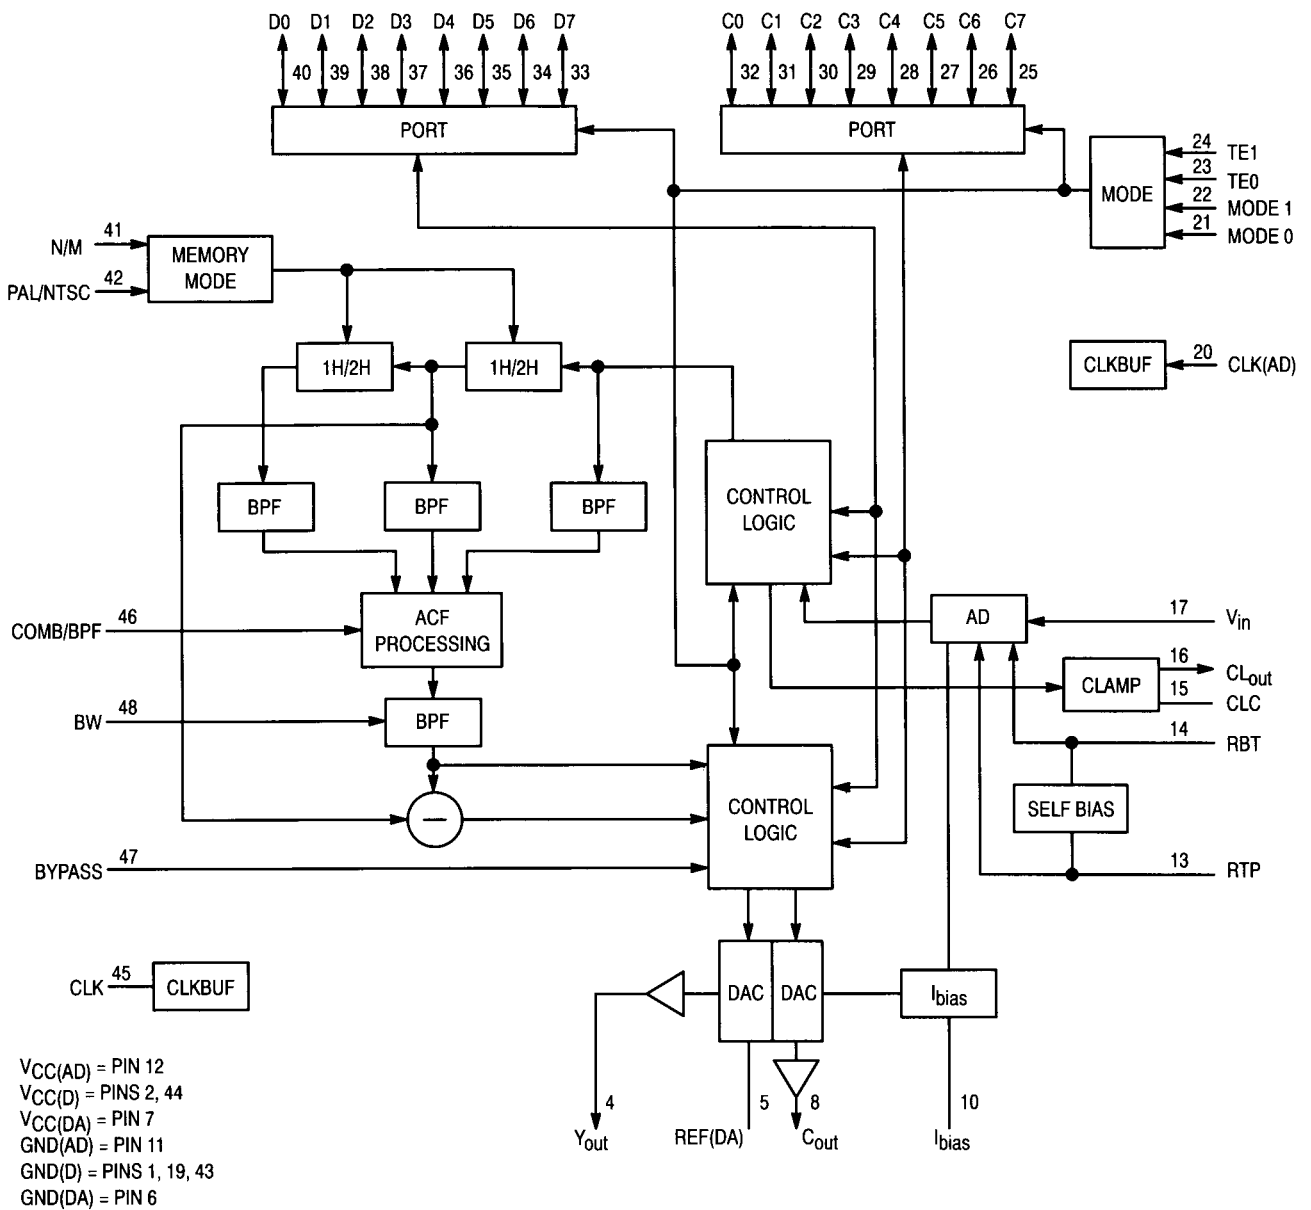 D0 D1 D2 D3 D4 D5 D6 D7
C0 C1 C2 C3 C4 C5 C6 C7
40 39 38 37 36 35 34 33
32 31 30 29 28 27 26 25
PORT
PORT
MODE
24 TE1
23 TE0
22 MODE 1
21 MODE 0
N/M 41
PAL/NTSC 42
MEMORY
MODE
1H/2H
1H/2H
CLKBUF
20 CLK(AD)
BPF
BPF
BPF
CONTROL
LOGIC
COMB/BPF 46
ACF
PROCESSING
AD
17 Vin
CLAMP
16 CLout
15 CLC
BW 48
BPF
14 RBT
CONTROL
LOGIC
SELF BIAS
—
BYPASS 47
13 RTP
CLK 45
CLKBUF
DAC
DAC
Ibias
4
5
8
10
Yout
REF(DA)
Cout
Ibias
VCC(AD) = PIN 12
VCC(D) = PINS 2, 44
VCC(DA) = PIN 7
GND(AD) = PIN 11
GND(D) = PINS 1, 19, 43
GND(DA) = PIN 6